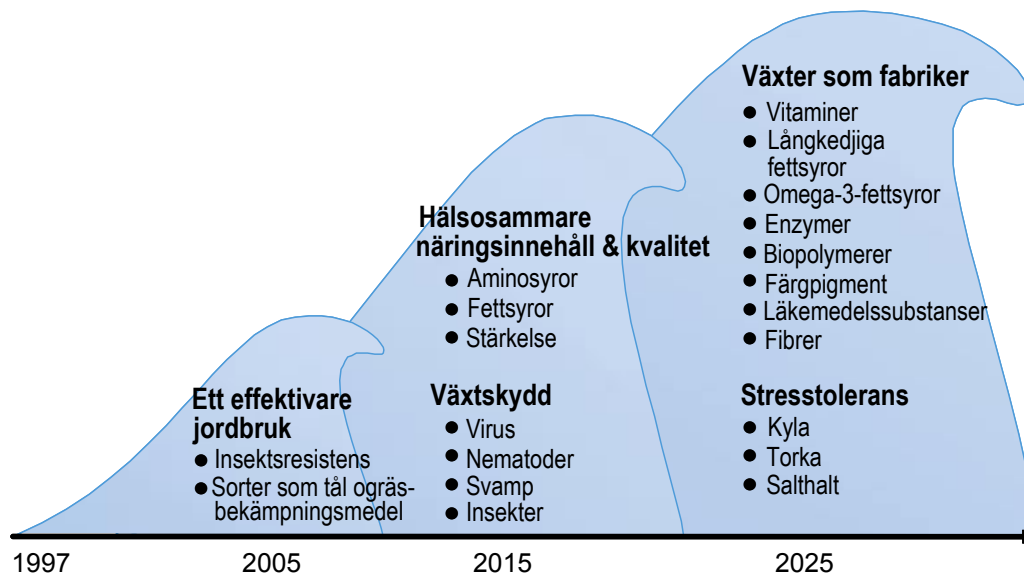 Ett effektivare
jordbruk
● Insektsresistens
● Sorter som tål ogräs-
bekämpningsmedel
Hälsosammare
näringsinnehåll & kvalitet
● Aminosyror
● Fettsyror
● Stärkelse
Växtskydd
● Virus
● Nematoder
● Svamp
● Insekter
Växter som fabriker
● Vitaminer
● Långkedjiga
fettsyror
● Omega-3-fettsyror
● Enzymer
● Biopolymerer
● Färgpigment
● Läkemedelssubstanser
● Fibrer
Stresstolerans
● Kyla
● Torka
● Salthalt
1997 2005 2015 2025